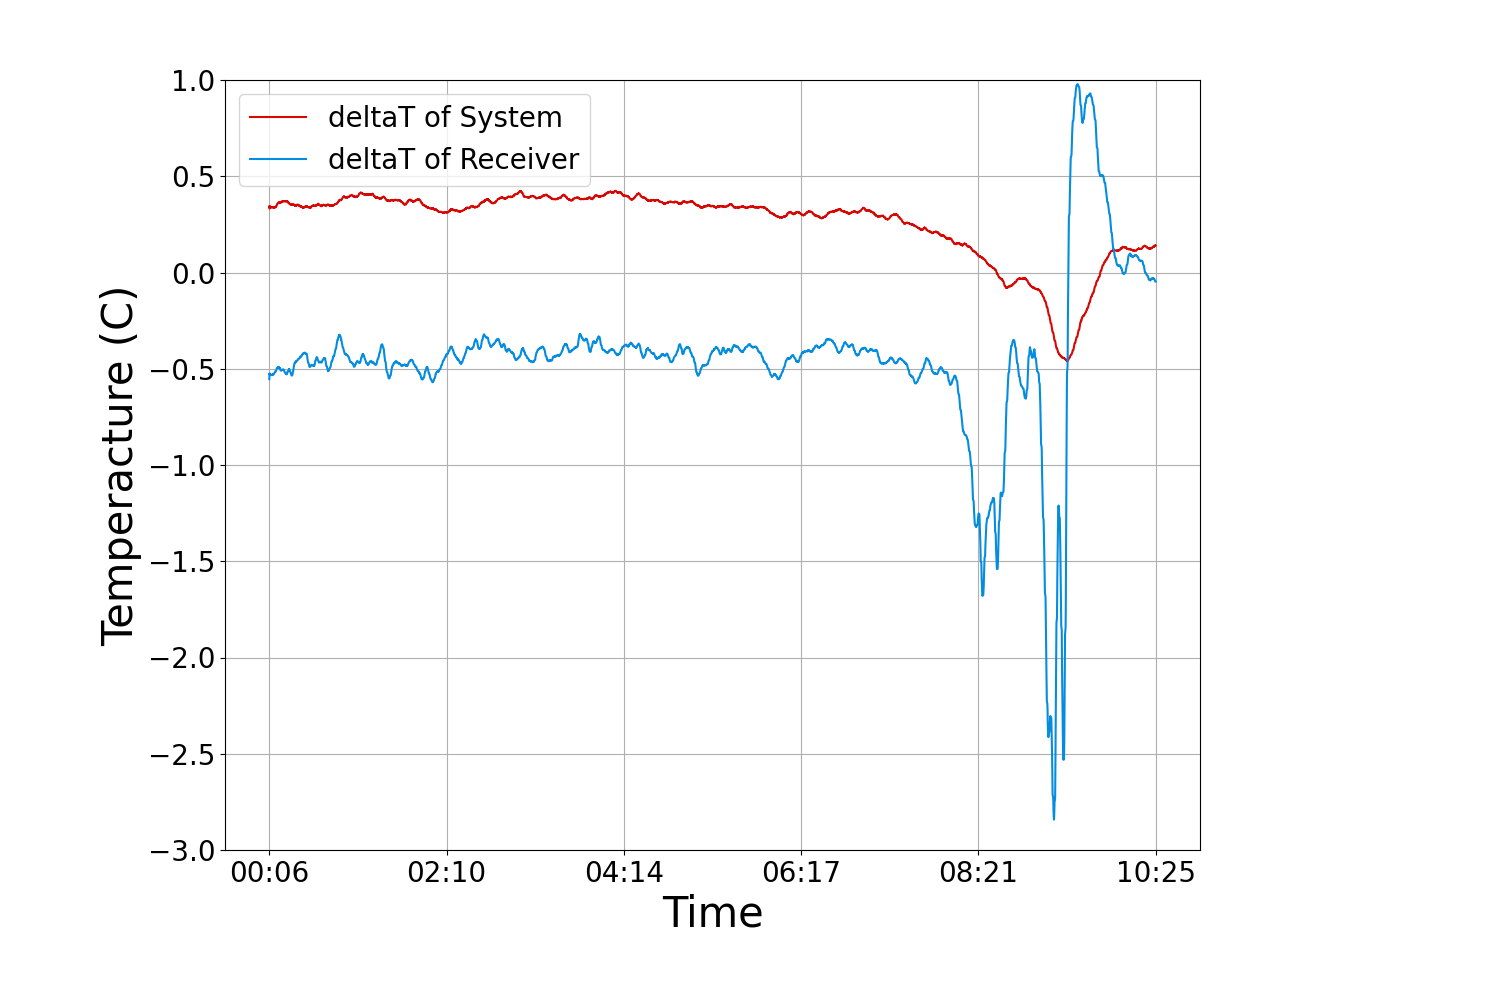 deltaT of System
deltaT of Receiver
1.0
0.5
0.0
−0.5
−1.0
−1.5
−2.0
−2.5
−3.0
Temperacture (C)
00:06 02:10 04:14 06:17 08:21 10:25
Time